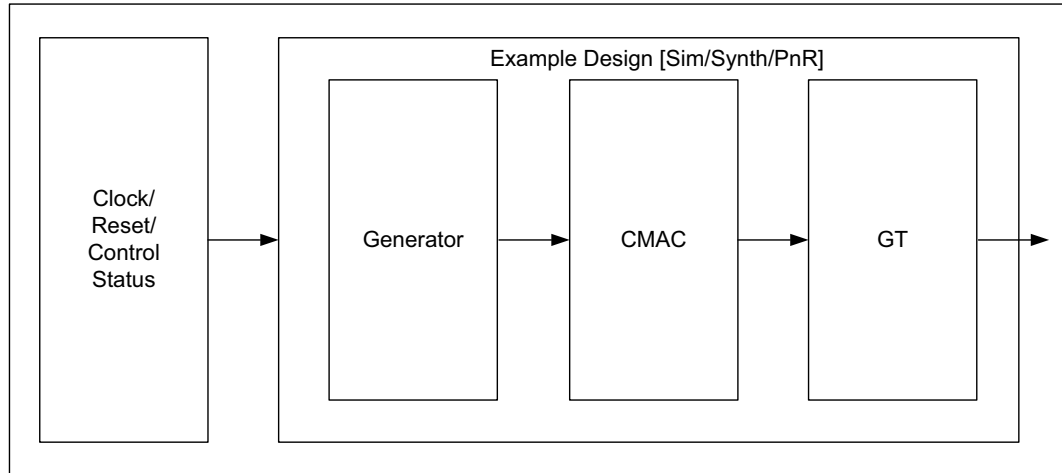 Example Design [Sim/Synth/PnR]
Clock/
Reset/
Control
Status
Generator
CMAC
GT